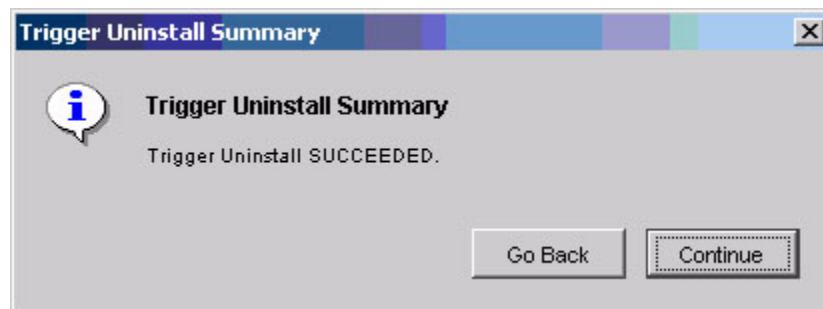 Trigger Uninstall Summary
Trigger Uninstall Summary
Trigger Uninstall SUCCEEDED.
Go Back Continue